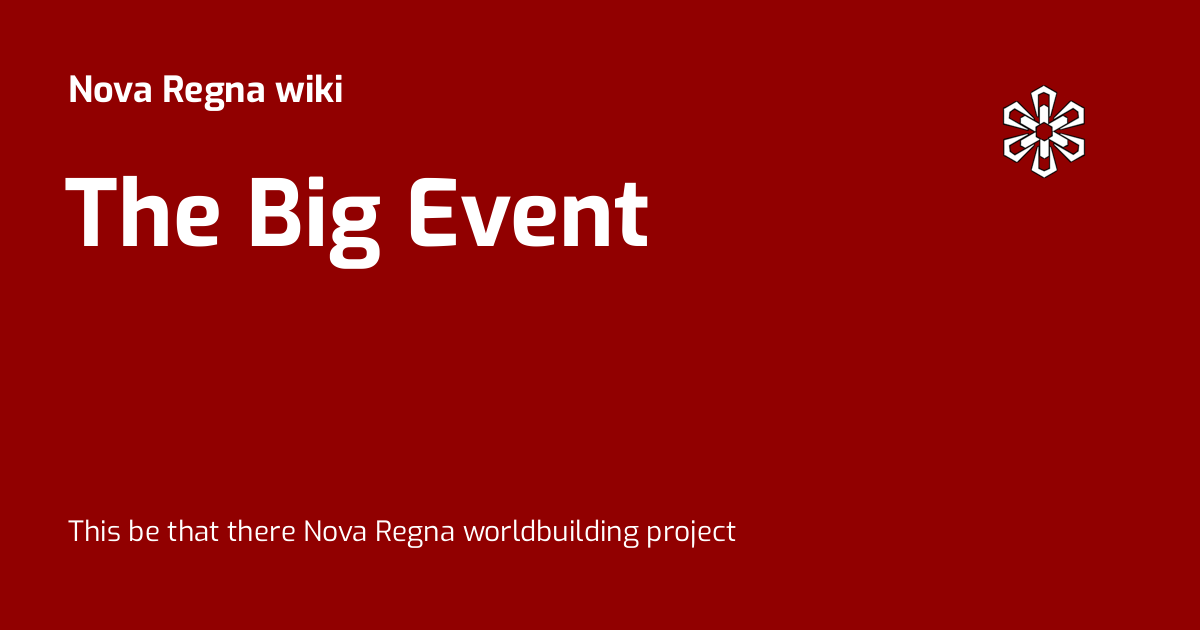 Nova Regna wiki
The Big Event
This be that there Nova Regna worldbuilding project